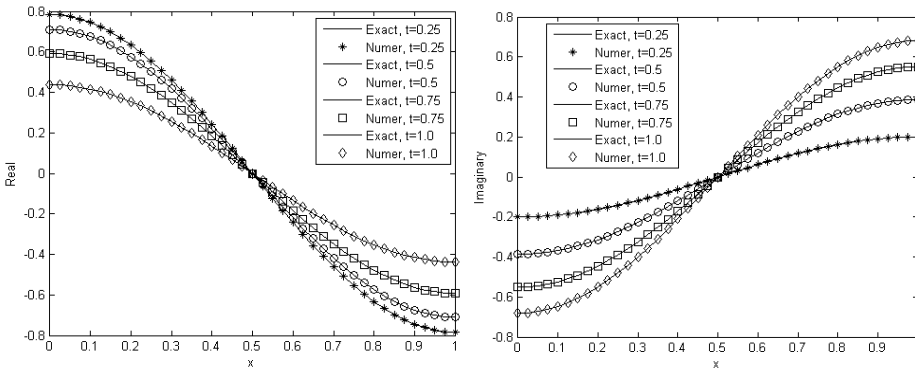 0.8
0.6
0.4
0.2
0
-0.2
-0.4
-0.6
-0.8
Real
0 0.1 0.2 0.3 0.4 0.5 0.6 0.7 0.8 0.9 1
x
Exact, t=0.25
Numer, t=0.25
Exact, t=0.5
Numer, t=0.5
Exact, t=0.75
Numer, t=0.75
Exact, t=1.0
Numer, t=1.0
0.8
0.6
0.4
0.2
0
-0.2
-0.4
-0.6
-0.8
Imaginary
0 0.1 0.2 0.3 0.4 0.5 0.6 0.7 0.8 0.9
x
Exact, t=0.25
Numer, t=0.25
Exact, t=0.5
Numer, t=0.5
Exact, t=0.75
Numer, t=0.75
Exact, t=1.0
Numer, t=1.0